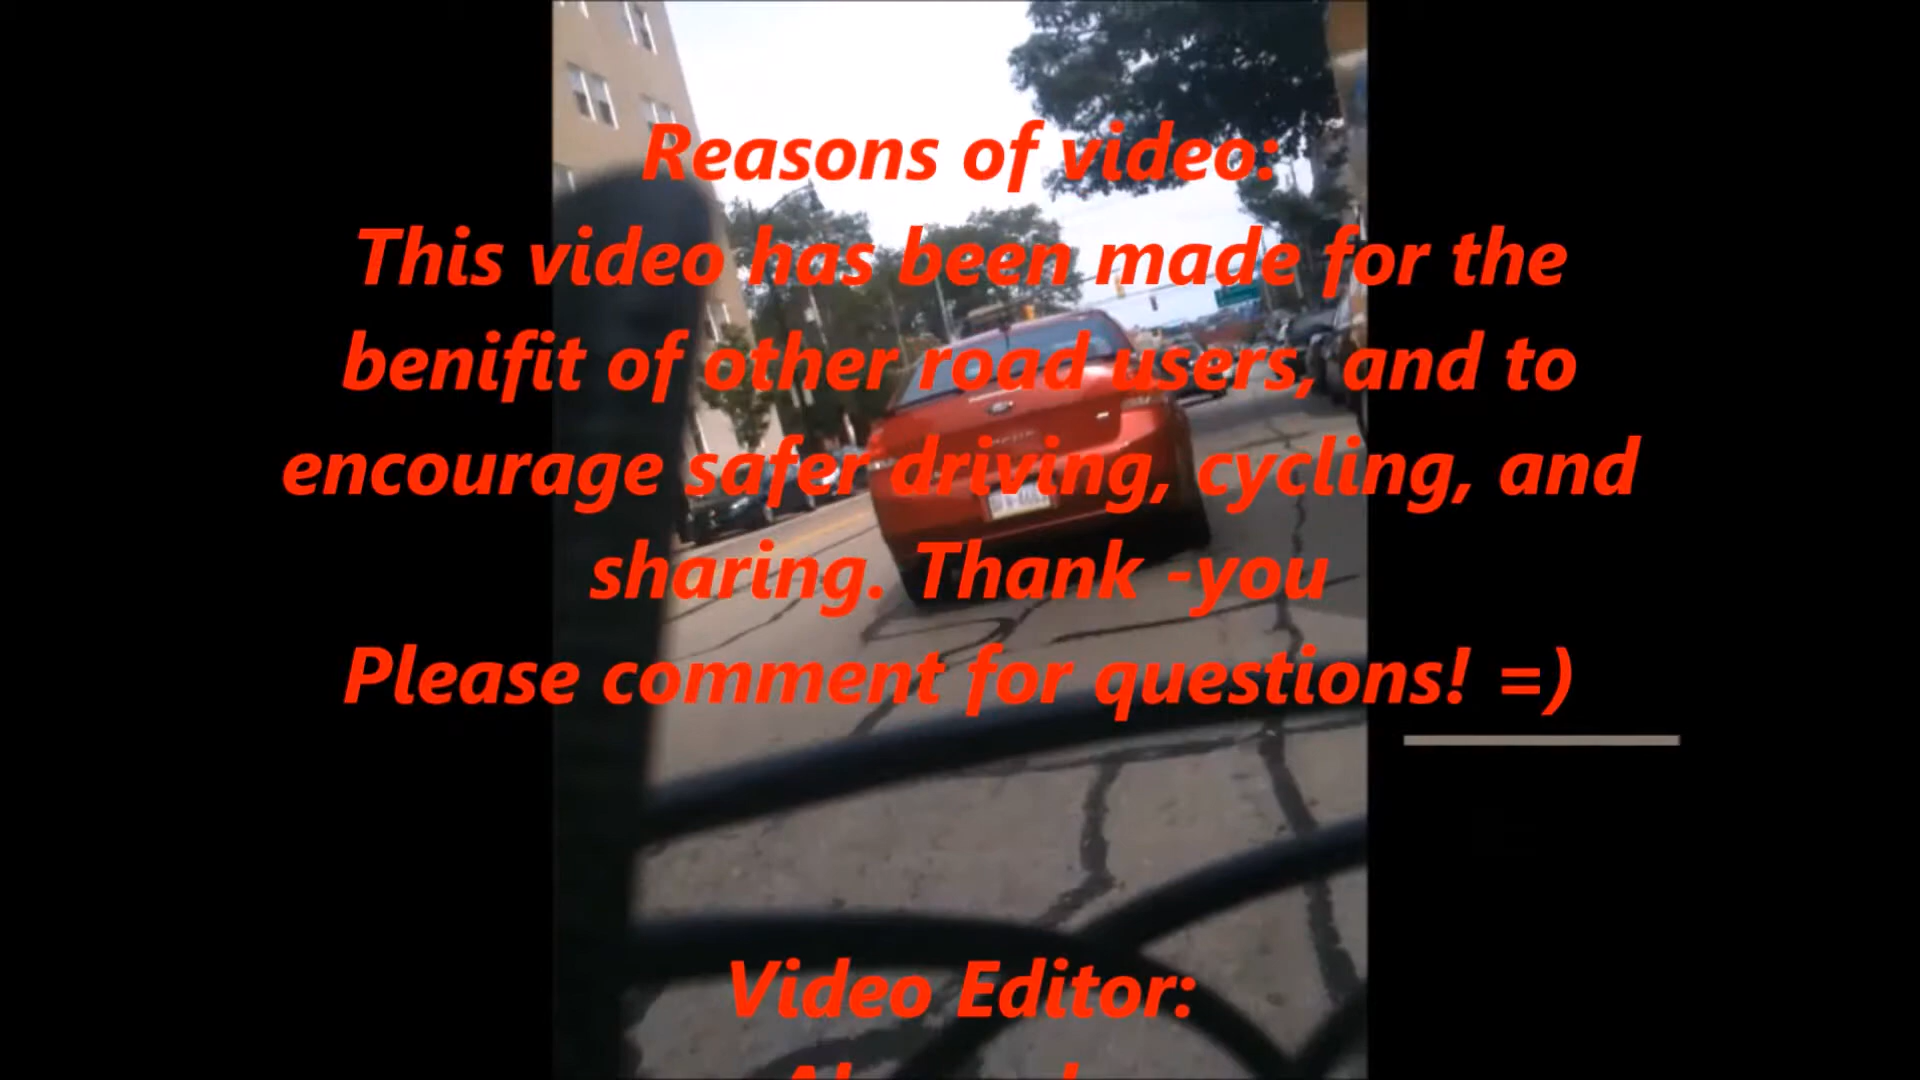 Reasons of video:
This video has been made for the
benifit of other road users, and to
encourage safer driving, cycling, and
sharing. Thank -you
Please comment for questions! =)
Video Editor: